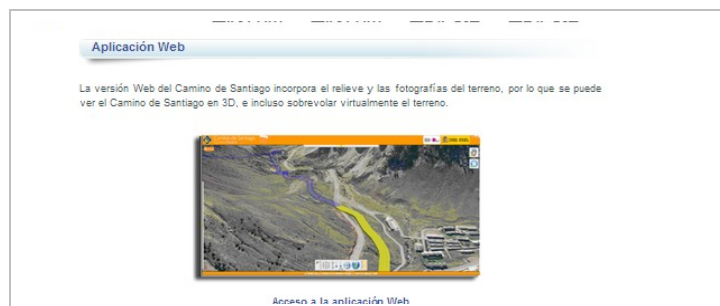 Aplicación Web
La versión Web del Camino de Santiago incorpora el relieve y las fotografías del terreno, por lo que se puede
ver el Camino de Santiago en 3D, e incluso sobrevolar virtualmente el terreno.
Acceso a la aplicación Web